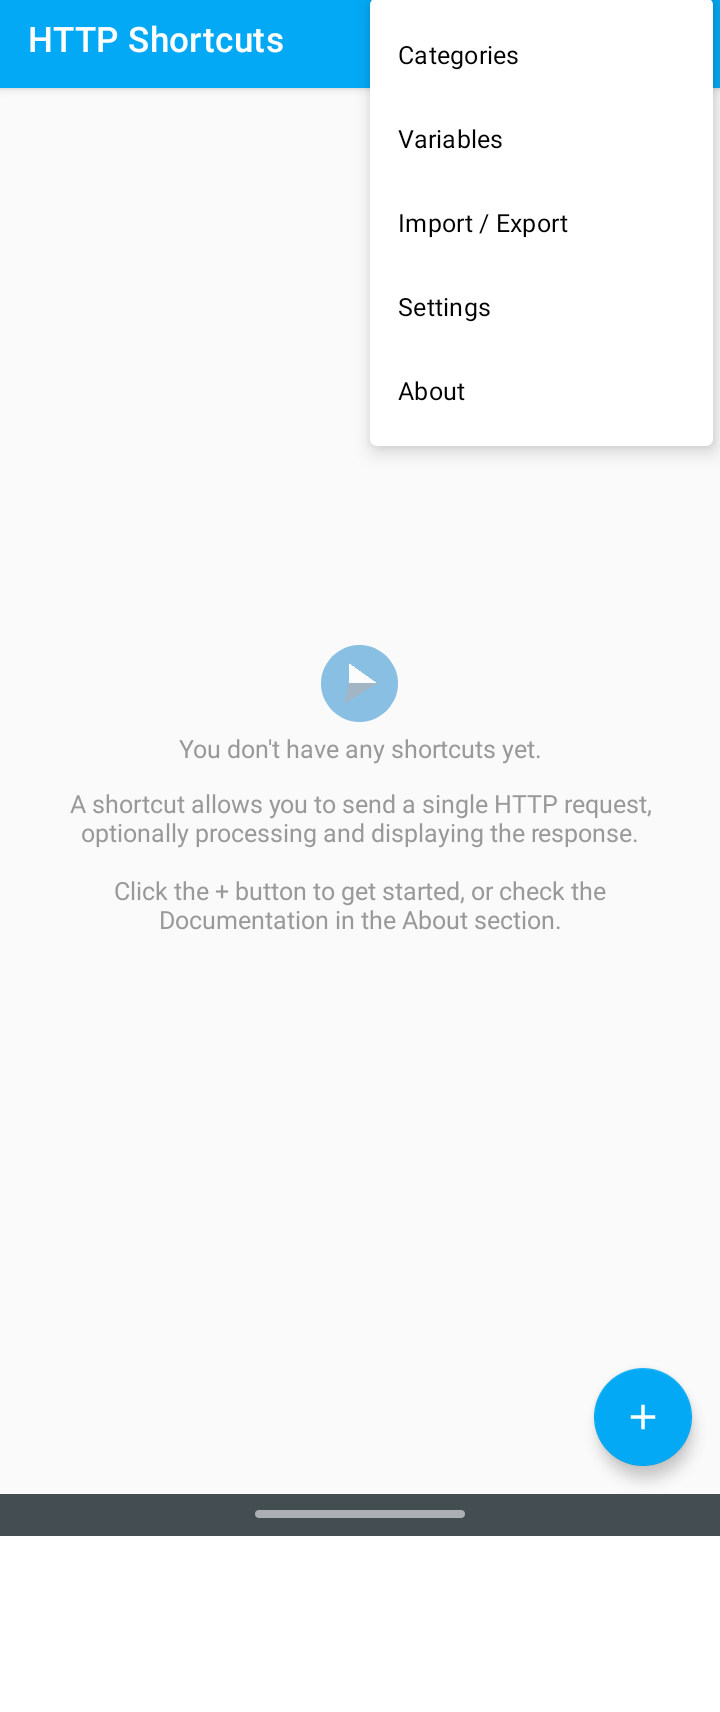 HTTP Shortcuts
Categories
Variables
Import / Export
Settings
About
You don't have any shortcuts yet.
A shortcut allows you to send a single HTTP request,
optionally processing and displaying the response.
Click the + button to get started, or check the
Documentation in the About section.